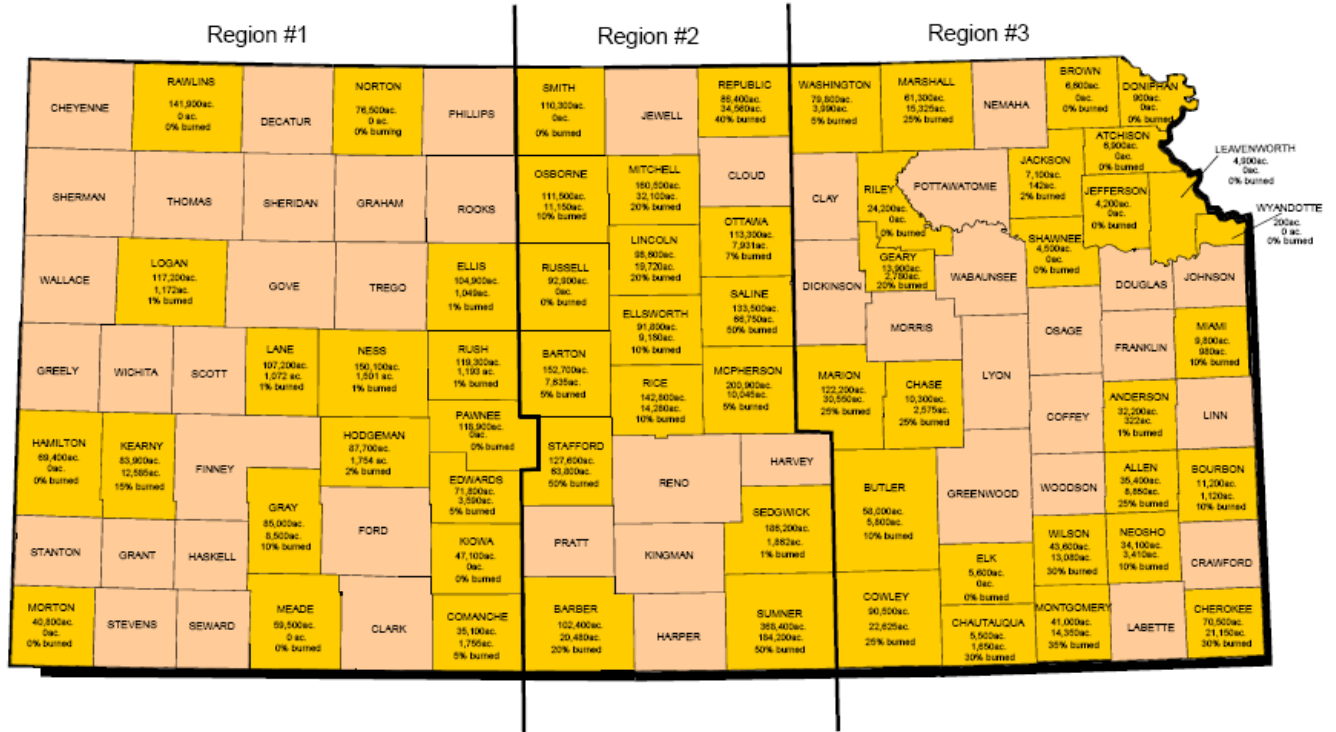 Region #1
Region #2
Region #3
CHEYENNE
RAWLINS
141,900ac.
0 ac.
0% burned
DECATUR
NORTON
76,500ac.
0 ac.
0% burning
PHILLIPS
SMITH
110,300ac.
0ac.
0% burned
JEWELL
REPUBLIC
86,400ac.
34,560ac.
40% burned
WASHINGTON
79,800ac.
3,990ac.
5% burned
MARSHALL
61,300ac.
15,325ac.
25% burned
NEMAHA
BROWN
6,600ac.
0ac.
0% burned
DONIPHAN
900ac.
0ac.
0% burned
ATCHISON
6,900ac.
0ac.
0% burned
LEAVENWORTH
4,900ac.
0ac.
0% burned
WYANDOTTE
200ac.
0 ac.
0% burned
SHERMAN
THOMAS
SHERIDAN
GRAHAM
ROOKS
OSBORNE
111,500ac.
11,150ac.
10% burned
MITCHELL
160,500ac.
32,100ac.
20% burned
CLOUD
CLAY
RILEY
24,200ac.
0ac.
0% burned
POTTAWATOMIE
JACKSON
7,100ac.
142ac.
2% burned
JEFFERSON
4,200ac.
0ac.
0% burned
OTTAWA
113,300ac.
7,931ac.
7% burned
LINCOLN
98,600ac.
19,720ac.
20% burned
SHAWNEE
4,500ac.
0ac.
0% burned
WALLACE
LOGAN
117,200ac.
1,172ac.
1% burned
GOVE
TREGO
ELLIS
104,900ac.
1,049ac.
1% burned
RUSSELL
92,900ac.
0ac.
0% burned
DICKINSON
GEARY
13,900ac.
2,780ac.
20% burned
WABAUNSEE
DOUGLAS
JOHNSON
SALINE
133,500ac.
66,750ac.
50% burned
ELLSWORTH
91,800ac.
9,180ac.
10% burned
MORRIS
OSAGE
GREELY
WICHITA
SCOTT
LANE
107,200ac.
1,072 ac.
1% burned
NESS
150,100ac.
1,501 ac.
1% burned
RUSH
119,300ac.
1,193 ac.
1% burned
BARTON
152,700ac.
7,635ac.
5% burned
RICE
142,800ac.
14,280ac.
10% burned
MCPHERSON
200,900ac.
10,045ac.
5% burned
MARION
122,200ac.
30,550ac.
25% burned
CHASE
10,300ac.
2,575ac.
25% burned
LYON
FRANKLIN
MIAMI
9,800ac.
980ac.
10% burned
COFFEY
ANDERSON
32,200ac.
322ac.
1% burned
LINN
HAMILTON
69,400ac.
0ac.
0% burned
KEARNY
83,900ac.
12,585ac.
15% burned
FINNEY
HODGEMAN
87,700ac.
1,754 ac.
2% burned
PAWNEE
118,900ac.
0ac.
0% burned
STAFFORD
127,600ac.
63,800ac.
50% burned
RENO
HARVEY
GRAY
85,000ac.
8,500ac.
10% burned
FORD
EDWARDS
71,800ac.
3,590ac.
5% burned
BUTLER
58,000ac.
5,800ac.
10% burned
GREENWOOD
WOODSON
ALLEN
35,400ac.
8,850ac.
25% burned
BOURBON
11,200ac.
1,120ac.
10% burned
STANTON
GRANT
HASKELL
KIOWA
47,100ac.
0ac.
0% burned
PRATT
KINGMAN
SEDGWICK
186,200ac.
1,862ac.
1% burned
WILSON
43,600ac.
13,080ac.
30% burned
NEOSHO
34,100ac.
3,410ac.
10% burned
CRAWFORD
ELK
5,600ac.
0ac.
0% burned
MORTON
40,800ac.
0ac.
0% burned
STEVENS
SEWARD
MEADE
59,500ac.
0 ac.
0% burned
CLARK
COMANCHE
35,100ac.
1,755ac.
5% burned
BARBER
102,400ac.
20,480ac.
20% burned
HARPER
SUMNER
368,400ac.
184,200ac.
50% burned
COWLEY
90,500ac.
22,625ac.
25% burned
CHAUTAUQUA
5,500ac.
1,650ac.
30% burned
MONTGOMERY
41,000ac.
14,350ac.
35% burned
LABETTE
CHEROKEE
70,500ac.
21,150ac.
30% burned